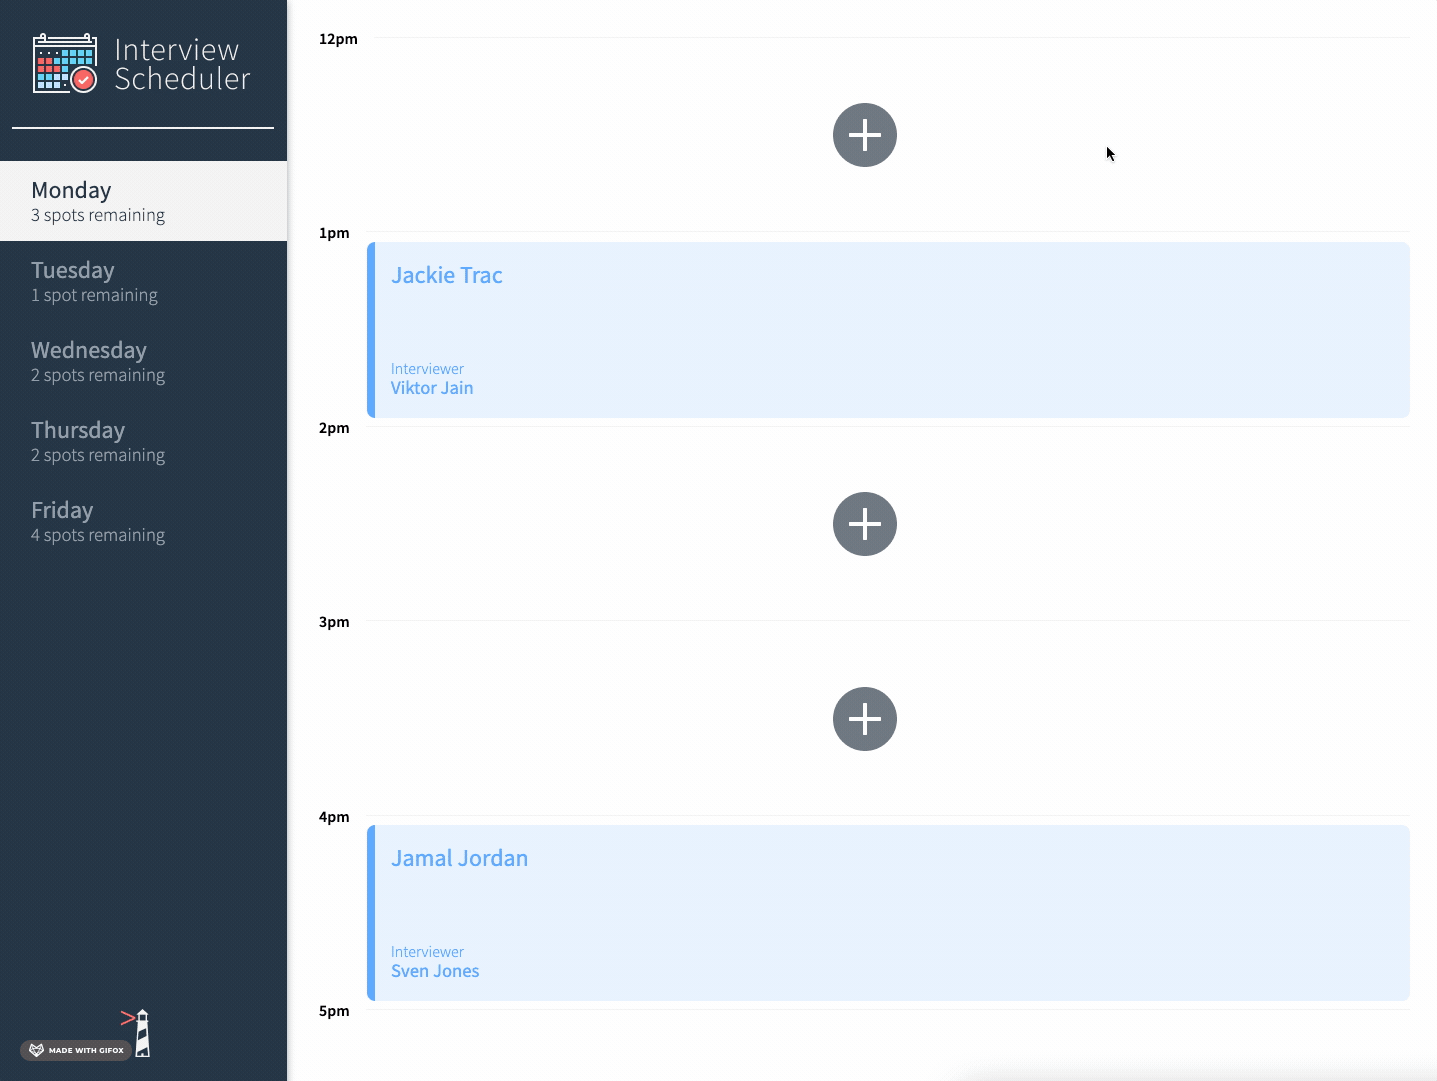 Interview
Scheduler
Monday
3 spots remaining
Tuesday
1 spot remaining
Wednesday
2 spots remaining
Thursday
2 spots remaining
Friday
4 spots remaining
MADE WITH GIFOX
12pm
1pm
Jackie Trac
Interviewer
Viktor Jain
2pm
3pm
4pm
Jamal Jordan
Interviewer
Sven Jones
5pm